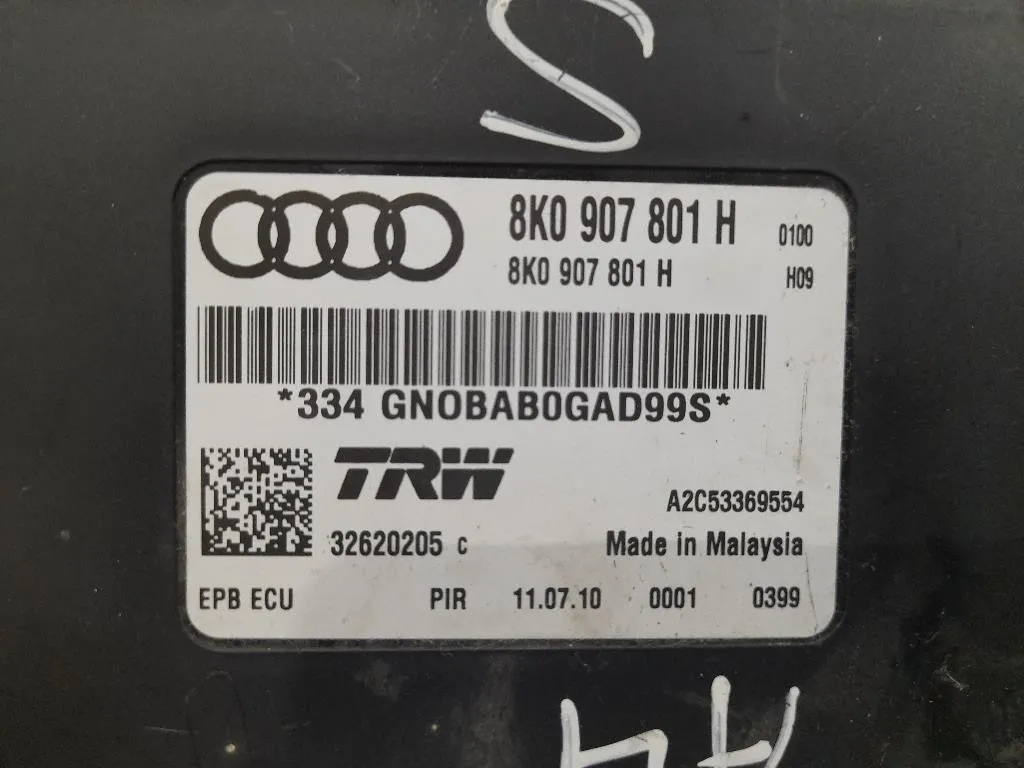 S
8K0 907 801 H 0100
8K0 907 801 H H09
*334 GNOBAB0GAD99S*
TRW
A2C53369554
32620205 c Made in Malaysia
EPB ECU PIR 11.07.10 0001 0399